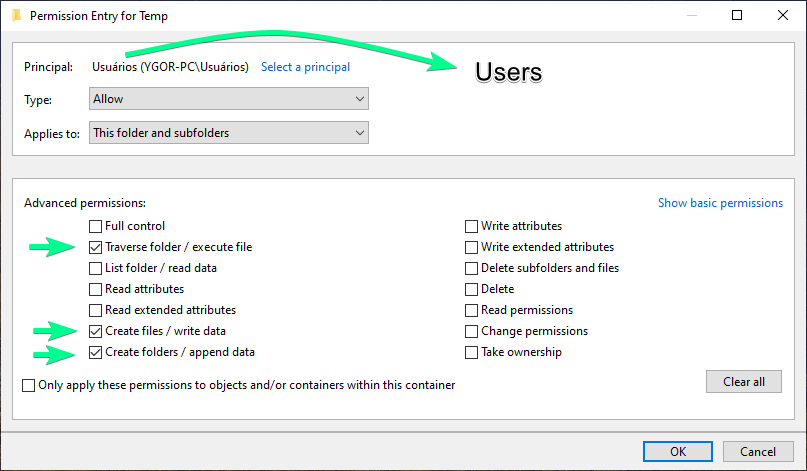 Permission Entry for Temp
Principal: Usuários (YGOR-PC\Usuários) Select a principal Users
Type: Allow
Applies to: This folder and subfolders
Advanced permissions: Show basic permissions
Full control Write attributes
Traverse folder / execute file Write extended attributes
List folder / read data Delete subfolders and files
Read attributes Delete
Read extended attributes Read permissions
Create files / write data Change permissions
Create folders / append data Take ownership
Only apply these permissions to objects and/or containers within this container
Clear all
OK Cancel